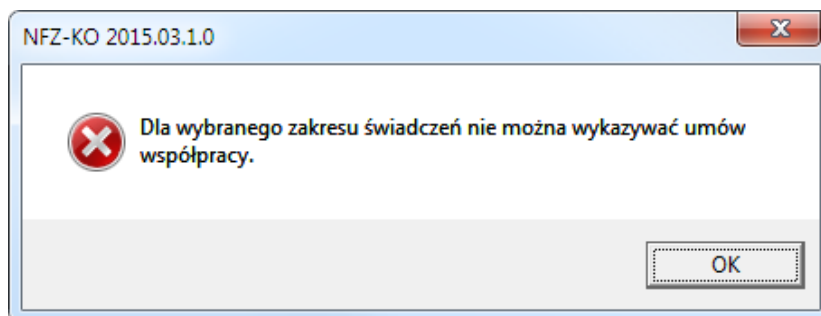 NFZ-KO 2015.03.1.0
Dla wybranego zakresu świadczeń nie można wykazywać umów
współpracy.
OK